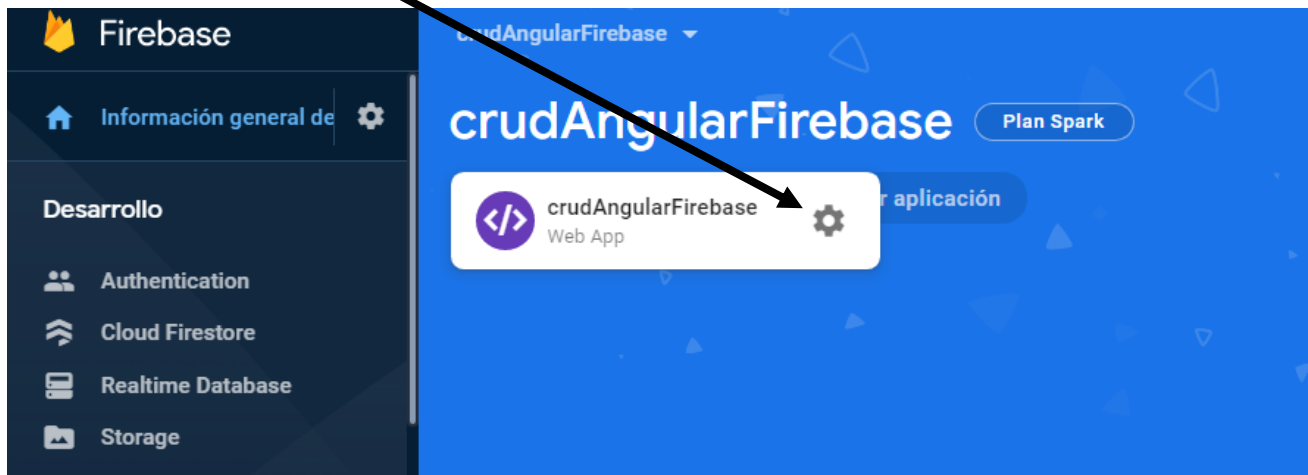 Firebase
Información general de
Desarrollo
Authentication
Cloud Firestore
Realtime Database
Storage
crudAngularFirebase
crudAngularFirebase
Plan Spark
crudAngularFirebase
Web App
r aplicación